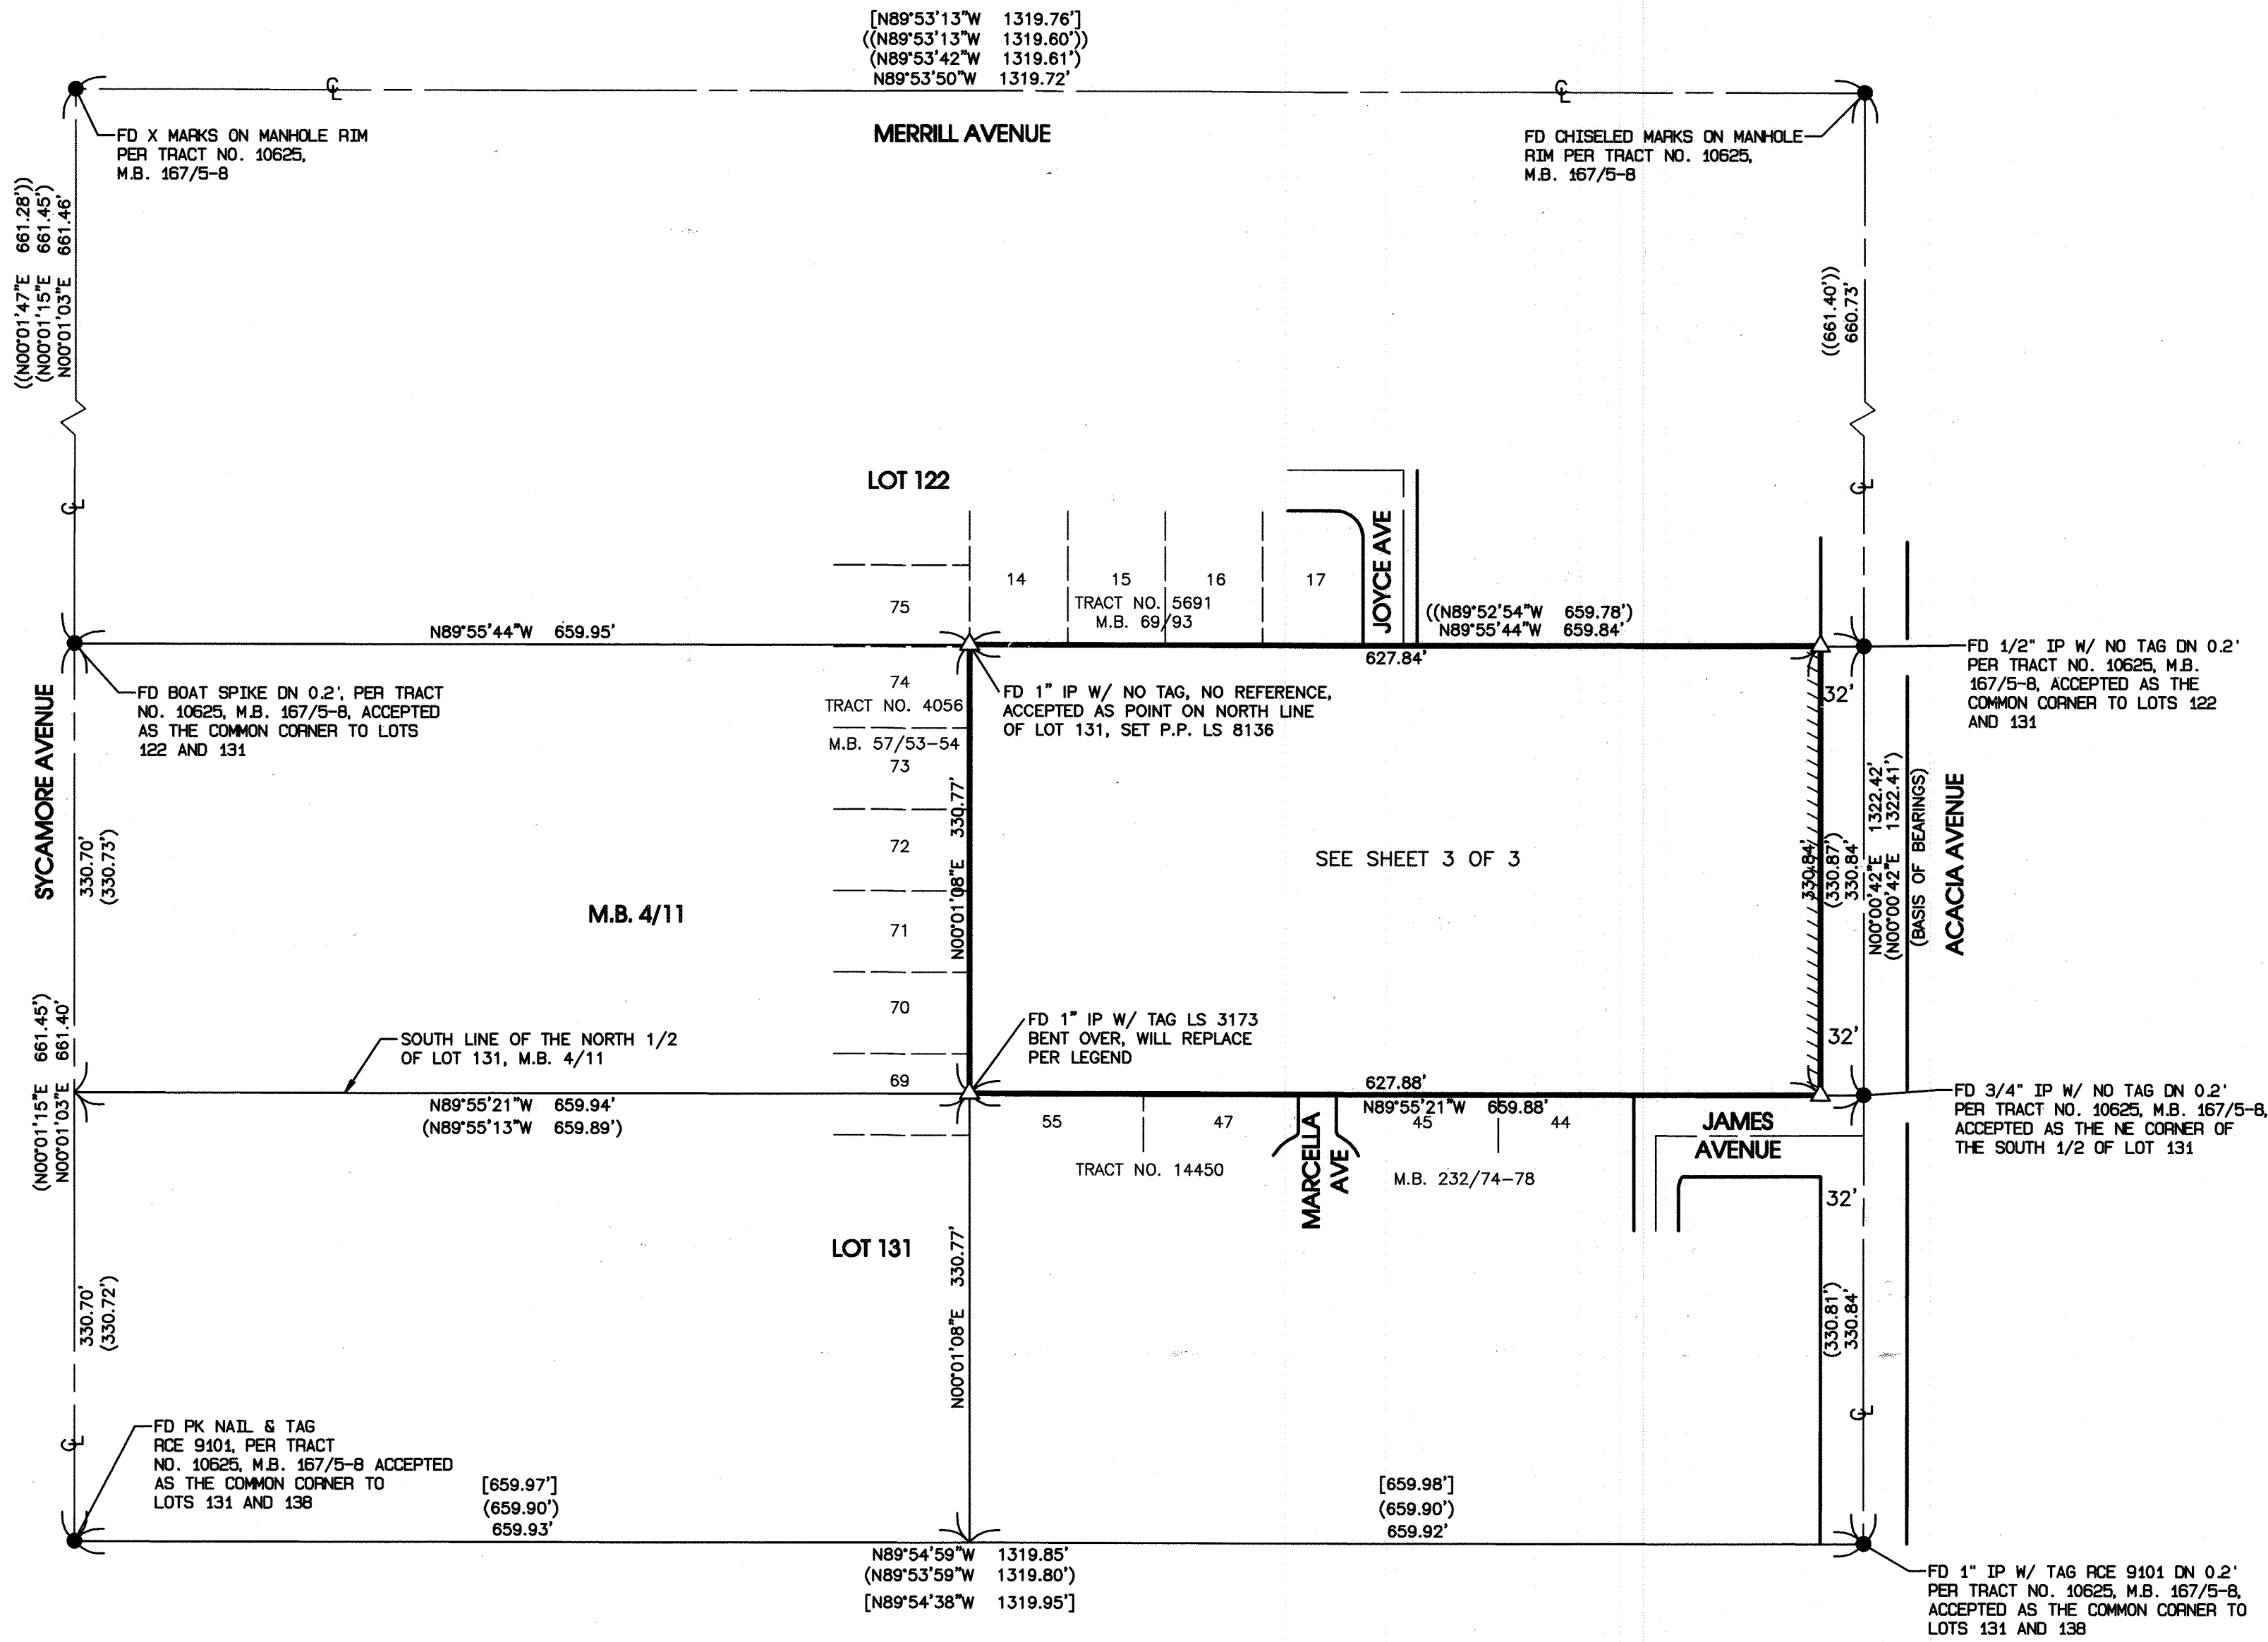 [N89°53'13"W 1319.76']
((N89°53'13"W 1319.60'))
(N89°53'42"W 1319.61')
N89°53'50"W 1319.72'
MERRILL AVENUE
FD X MARKS ON MANHOLE RIM
PER TRACT NO. 10625,
M.B. 167/5-8
FD CHISELED MARKS ON MANHOLE
RIM PER TRACT NO. 10625,
M.B. 167/5-8
((N00°01'47"E 661.28'))
(N00°01'15"E 661.45')
N00°01'03"E 661.46'
((661.40'))
660.73'
LOT 122
JOYCE AVE
14
15
16
17
TRACT NO. 5691
M.B. 69/93
75
((N89°52'54"W 659.78')
N89°55'44"W 659.84'
N89°55'44"W 659.95'
627.84'
FD 1/2" IP W/ NO TAG DN 0.2'
PER TRACT NO. 10625, M.B.
167/5-8, ACCEPTED AS THE
COMMON CORNER TO LOTS 122
AND 131
FD BOAT SPIKE DN 0.2', PER TRACT
NO. 10625, M.B. 167/5-8, ACCEPTED
AS THE COMMON CORNER TO LOTS
122 AND 131
74
TRACT NO. 4056
M.B. 57/53-54
73
72
71
70
69
FD 1" IP W/ NO TAG, NO REFERENCE,
ACCEPTED AS POINT ON NORTH LINE
OF LOT 131, SET P.P. LS 8136
32'
SYCAMORE AVENUE
330.70'
(330.73')
M.B. 4/11
N00°01'08"E 330.77'
SEE SHEET 3 OF 3
330.84'
(330.87')
330.84'
N00°00'42"E 1322.42'
(N00°00'42"E 1322.41')
(BASIS OF BEARINGS)
ACACIA AVENUE
(N00°01'15"E 661.45')
N00°01'03"E 661.40'
SOUTH LINE OF THE NORTH 1/2
OF LOT 131, M.B. 4/11
FD 1" IP W/ TAG LS 3173
BENT OVER, WILL REPLACE
PER LEGEND
32'
627.88'
N89°55'21"W 659.88'
N89°55'21"W 659.94'
(N89°55'13"W 659.89')
FD 3/4" IP W/ NO TAG DN 0.2'
PER TRACT NO. 10625, M.B. 167/5-8,
ACCEPTED AS THE NE CORNER OF
THE SOUTH 1/2 OF LOT 131
55
47
45
44
MARCELLA
AVE
JAMES
AVENUE
TRACT NO. 14450
M.B. 232/74-78
32'
LOT 131
330.70'
(330.72')
N00°01'08"E 330.77'
(330.81')
330.84'
FD PK NAIL & TAG
RCE 9101, PER TRACT
NO. 10625, M.B. 167/5-8 ACCEPTED
AS THE COMMON CORNER TO
LOTS 131 AND 138
[659.97']
(659.90')
659.93'
[659.98']
(659.90')
659.92'
N89°54'59"W 1319.85'
(N89°53'59"W 1319.80')
[N89°54'38"W 1319.95']
FD 1" IP W/ TAG RCE 9101 DN 0.2'
PER TRACT NO. 10625, M.B. 167/5-8,
ACCEPTED AS THE COMMON CORNER TO
LOTS 131 AND 138